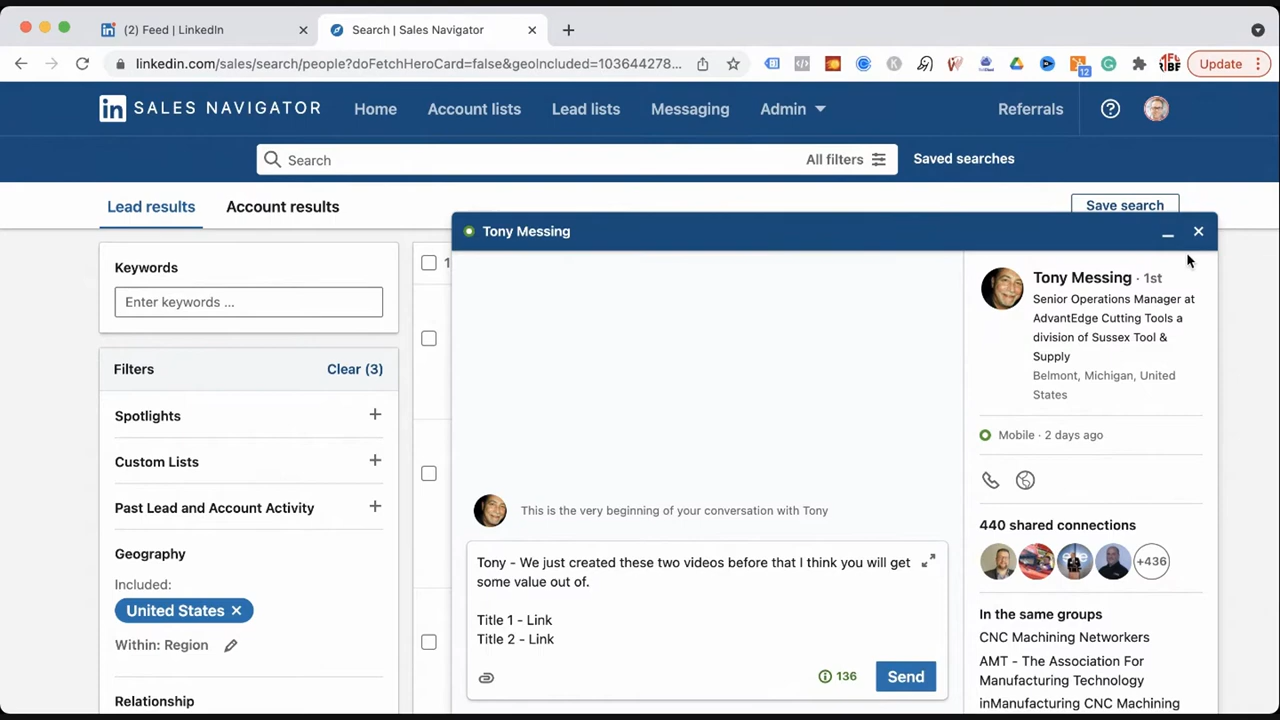 (2) Feed | LinkedIn
Search | Sales Navigator
linkedin.com/sales/search/people?doFetchHeroCard=false&geoIncluded=103644278...
12
Update
in SALES NAVIGATOR
Home
Account lists
Lead lists
Messaging
Admin
Referrals
Search
All filters
Saved searches
Lead results
Account results
Save search
Keywords
Enter keywords ...
Filters
Clear (3)
Spotlights
Custom Lists
Past Lead and Account Activity
Geography
Included:
United States
Within: Region
Relationship
1
Tony Messing
This is the very beginning of your conversation with Tony
Tony - We just created these two videos before that I think you will get
some value out of.
Title 1 - Link
Title 2 - Link
136
Send
Tony Messing · 1st
Senior Operations Manager at
AdvantEdge Cutting Tools a
division of Sussex Tool &
Supply
Belmont, Michigan, United
States
Mobile · 2 days ago
440 shared connections
+436
In the same groups
CNC Machining Networkers
AMT - The Association For
Manufacturing Technology
inManufacturing CNC Machining